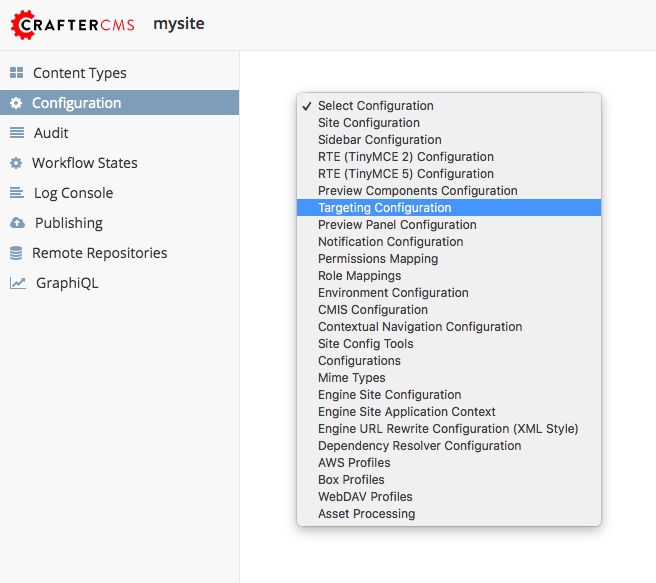 CRAFTERCMS mysite
Content Types
Configuration
Audit
Workflow States
Log Console
Publishing
Remote Repositories
GraphiQL
Select Configuration
Site Configuration
Sidebar Configuration
RTE (TinyMCE 2) Configuration
RTE (TinyMCE 5) Configuration
Preview Components Configuration
Targeting Configuration
Preview Panel Configuration
Notification Configuration
Permissions Mapping
Role Mappings
Environment Configuration
CMIS Configuration
Contextual Navigation Configuration
Site Config Tools
Configurations
Mime Types
Engine Site Configuration
Engine Site Application Context
Engine URL Rewrite Configuration (XML Style)
Dependency Resolver Configuration
AWS Profiles
Box Profiles
WebDAV Profiles
Asset Processing